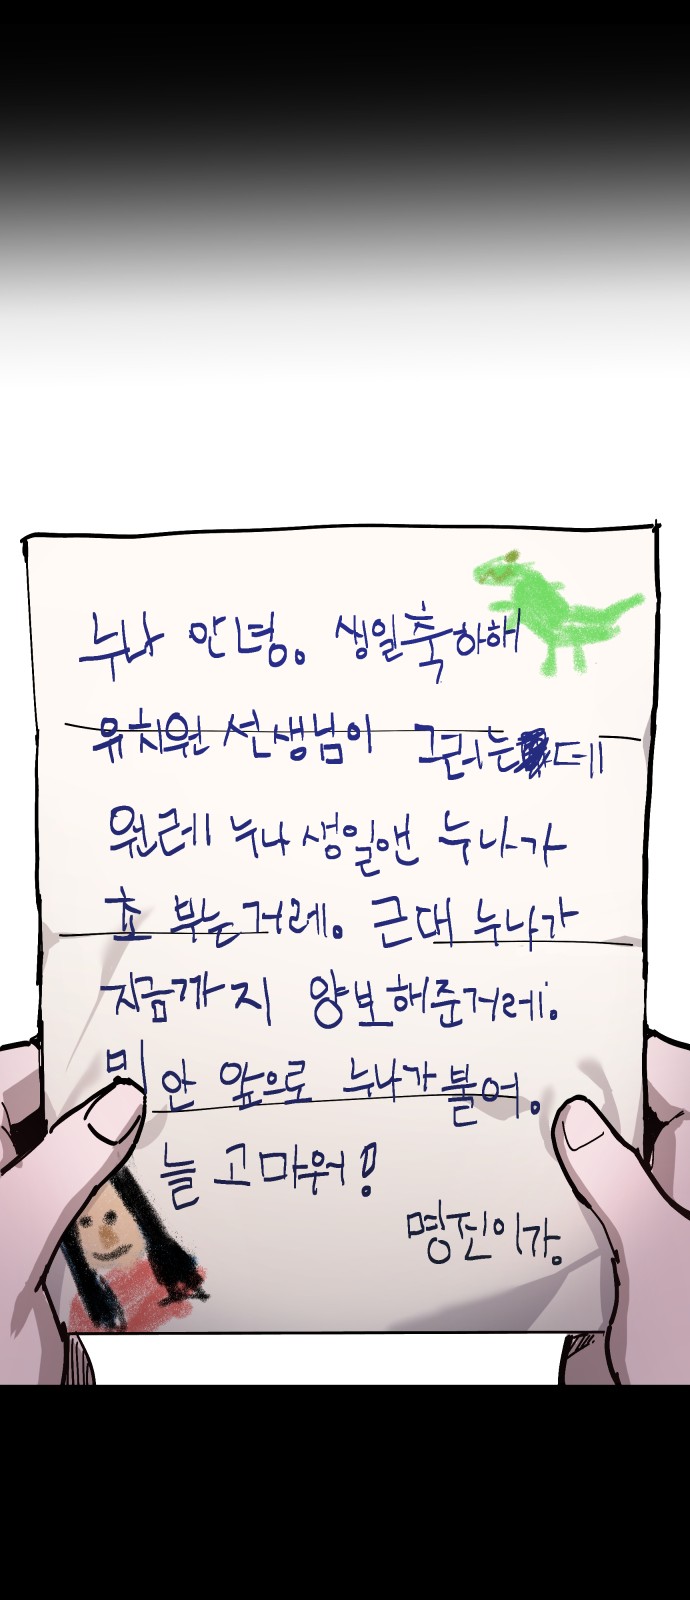 누나 안녕. 생일축하해
유치원 선생님이 그러는데
원레 누나 생일앤 누나가
초 부는거레. 근대 누나가
지금까지 양보해준거레.
미안 앞으로 누나가 불어.
늘 고마워!
명진이가.